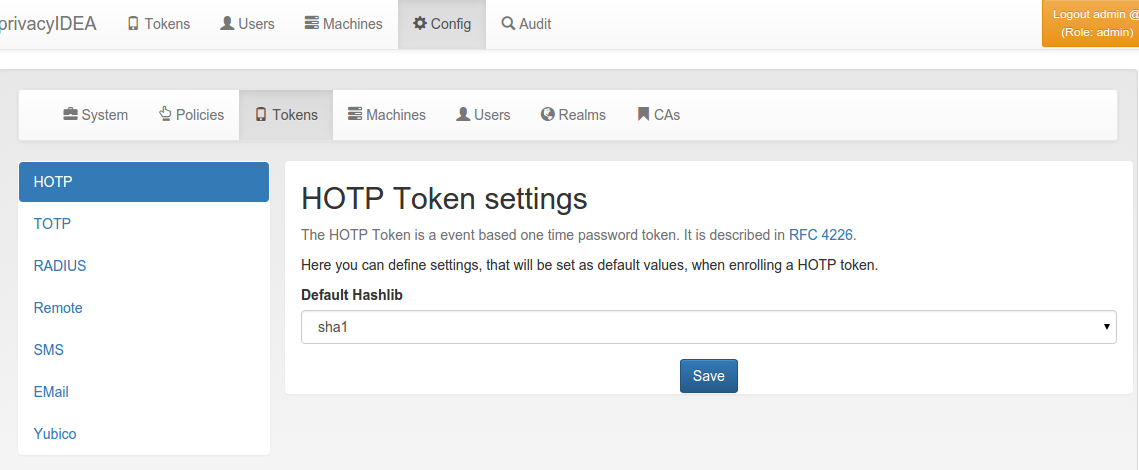 privacyIDEA Tokens Users Machines Config Audit Logout admin @
(Role: admin)
System Policies Tokens Machines Users Realms CAs
HOTP
TOTP
RADIUS
Remote
SMS
EMail
Yubico
HOTP Token settings
The HOTP Token is a event based one time password token. It is described in RFC 4226.
Here you can define settings, that will be set as default values, when enrolling a HOTP token.
Default Hashlib
sha1
Save